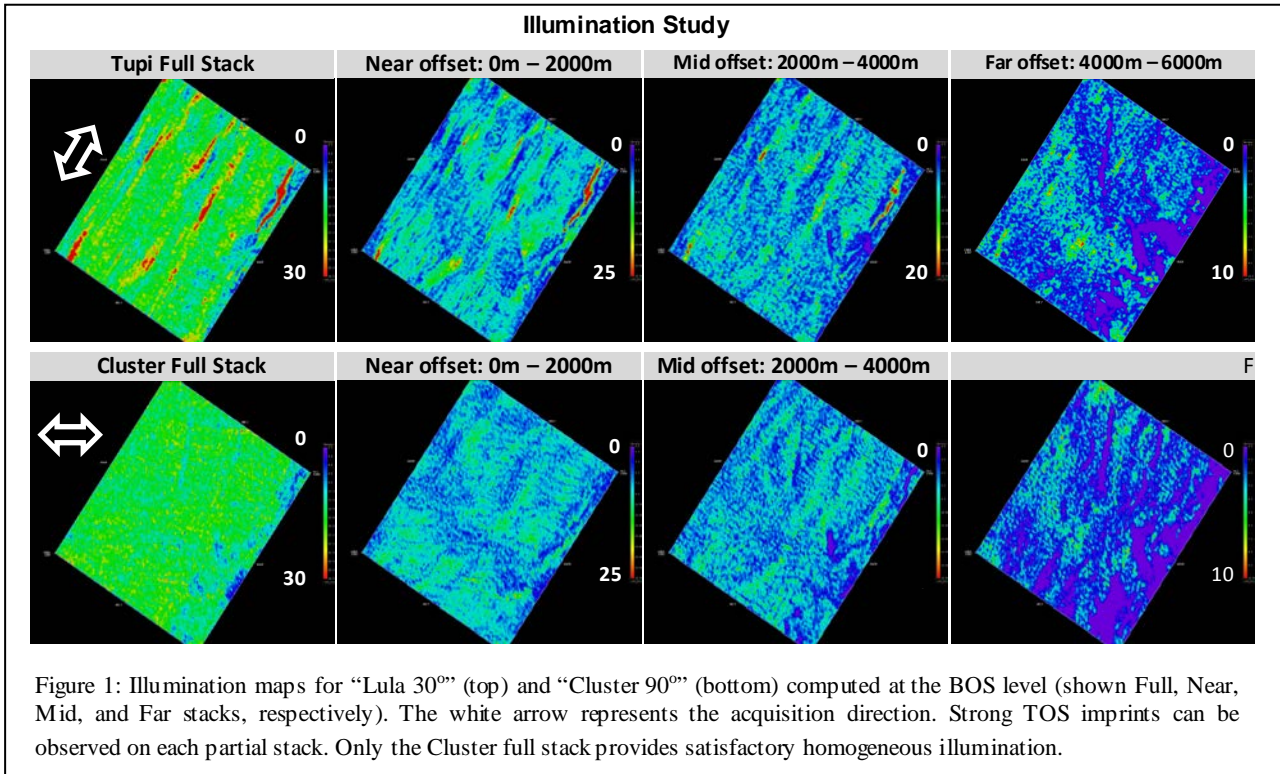 Illumination Study
Tupi Full Stack
Near offset: 0m – 2000m
Mid offset: 2000m – 4000m
Far offset: 4000m – 6000m
0
30
0
25
0
20
0
10
Cluster Full Stack
Near offset: 0m – 2000m
Mid offset: 2000m – 4000m
F
0
30
0
25
0
0
10
Figure 1: Illumination maps for “Lula 30°” (top) and “Cluster 90°” (bottom) computed at the BOS level (shown Full, Near,
Mid, and Far stacks, respectively). The white arrow represents the acquisition direction. Strong TOS imprints can be
observed on each partial stack. Only the Cluster full stack provides satisfactory homogeneous illumination.